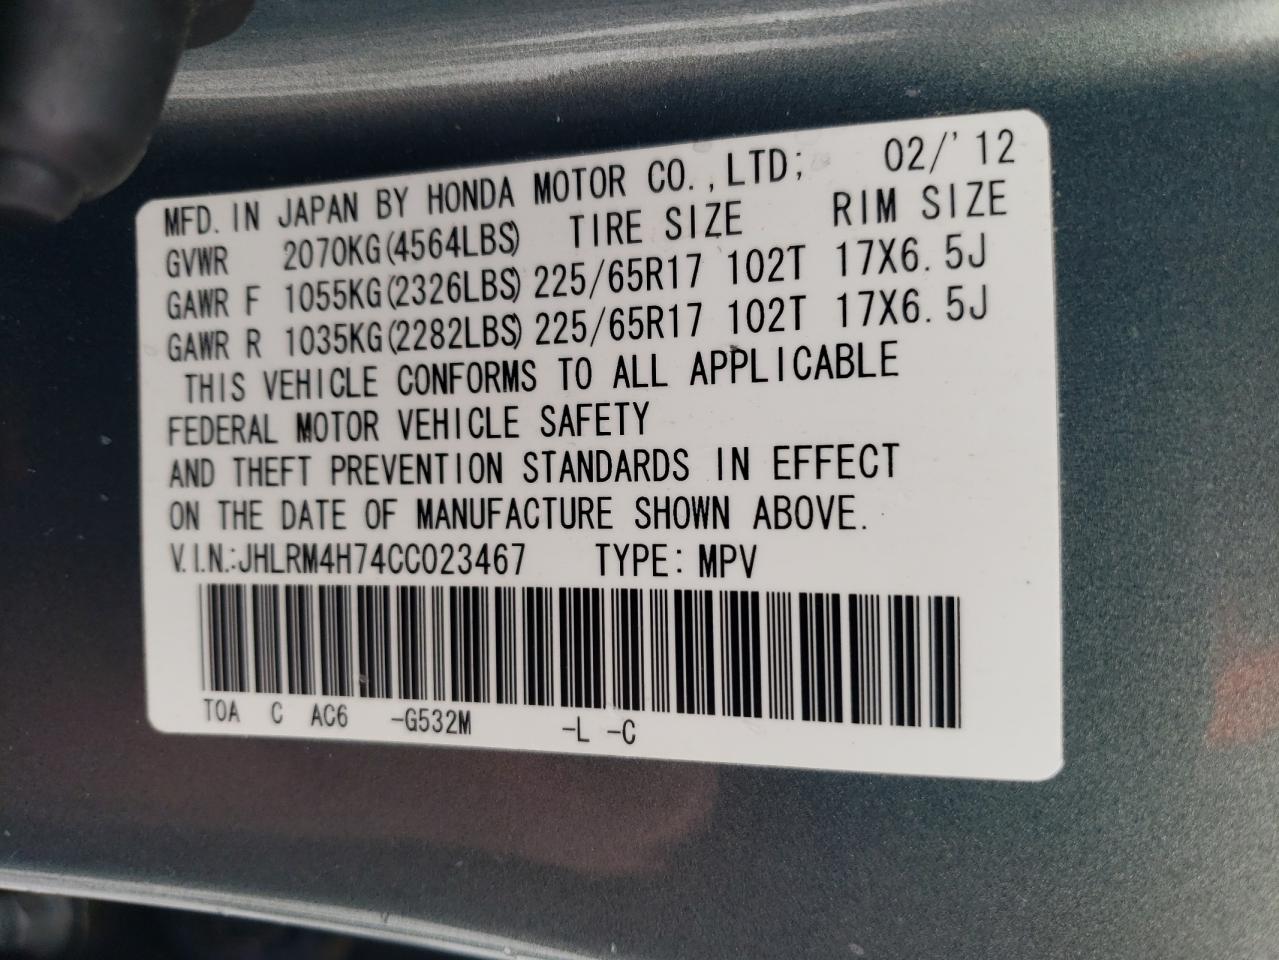 MFD. IN JAPAN BY HONDA MOTOR CO., LTD; 02/'12
GVWR 2070KG(4564LBS) TIRE SIZE RIM SIZE
GAWR F 1055KG(2326LBS) 225/65R17 102T 17X6.5J
GAWR R 1035KG(2282LBS) 225/65R17 102T 17X6.5J
THIS VEHICLE CONFORMS TO ALL APPLICABLE
FEDERAL MOTOR VEHICLE SAFETY
AND THEFT PREVENTION STANDARDS IN EFFECT
ON THE DATE OF MANUFACTURE SHOWN ABOVE.
V.I.N.:JHLRM4H74CC023467 TYPE: MPV
TOA C AC6 -G532M -L -C